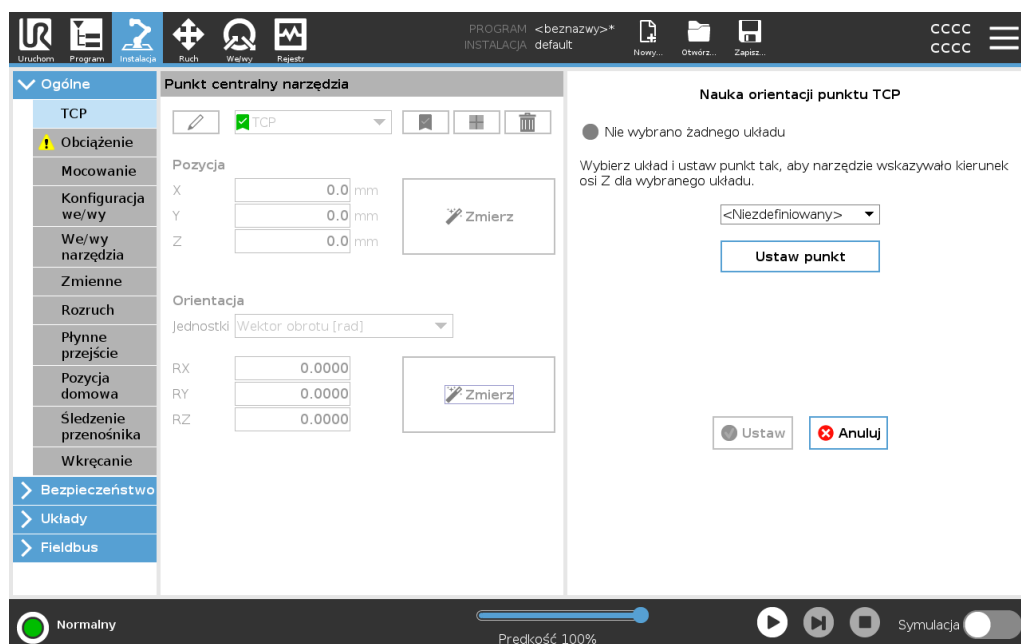 UR
PROGRAM <beznazwy>*
INSTALACJA default
Uruchom Program Instalacja Ruch We/wy Rejestr
Nowy... Otwórz... Zapisz...
cccc
cccc
Ogólne
TCP
Obciążenie
Mocowanie
Konfiguracja
we/wy
We/wy
narzędzia
Zmienne
Rozruch
Płynne
przejście
Pozycja
domowa
Śledzenie
przenośnika
Wkręcanie
Bezpieczeństwo
Układy
Fieldbus
Punkt centralny narzędzia
TCP
Pozycja
X 0.0 mm
Y 0.0 mm
Z 0.0 mm
Zmierz
Orientacja
Jednostki Wektor obrotu [rad]
RX 0.0000
RY 0.0000
RZ 0.0000
Zmierz
Nauka orientacji punktu TCP
Nie wybrano żadnego układu
Wybierz układ i ustaw punkt tak, aby narzędzie wskazywało kierunek
osi Z dla wybranego układu.
<Niezdefiniowany>
Ustaw punkt
Ustaw Anuluj
Normalny
Predkość 100%
Symulacja